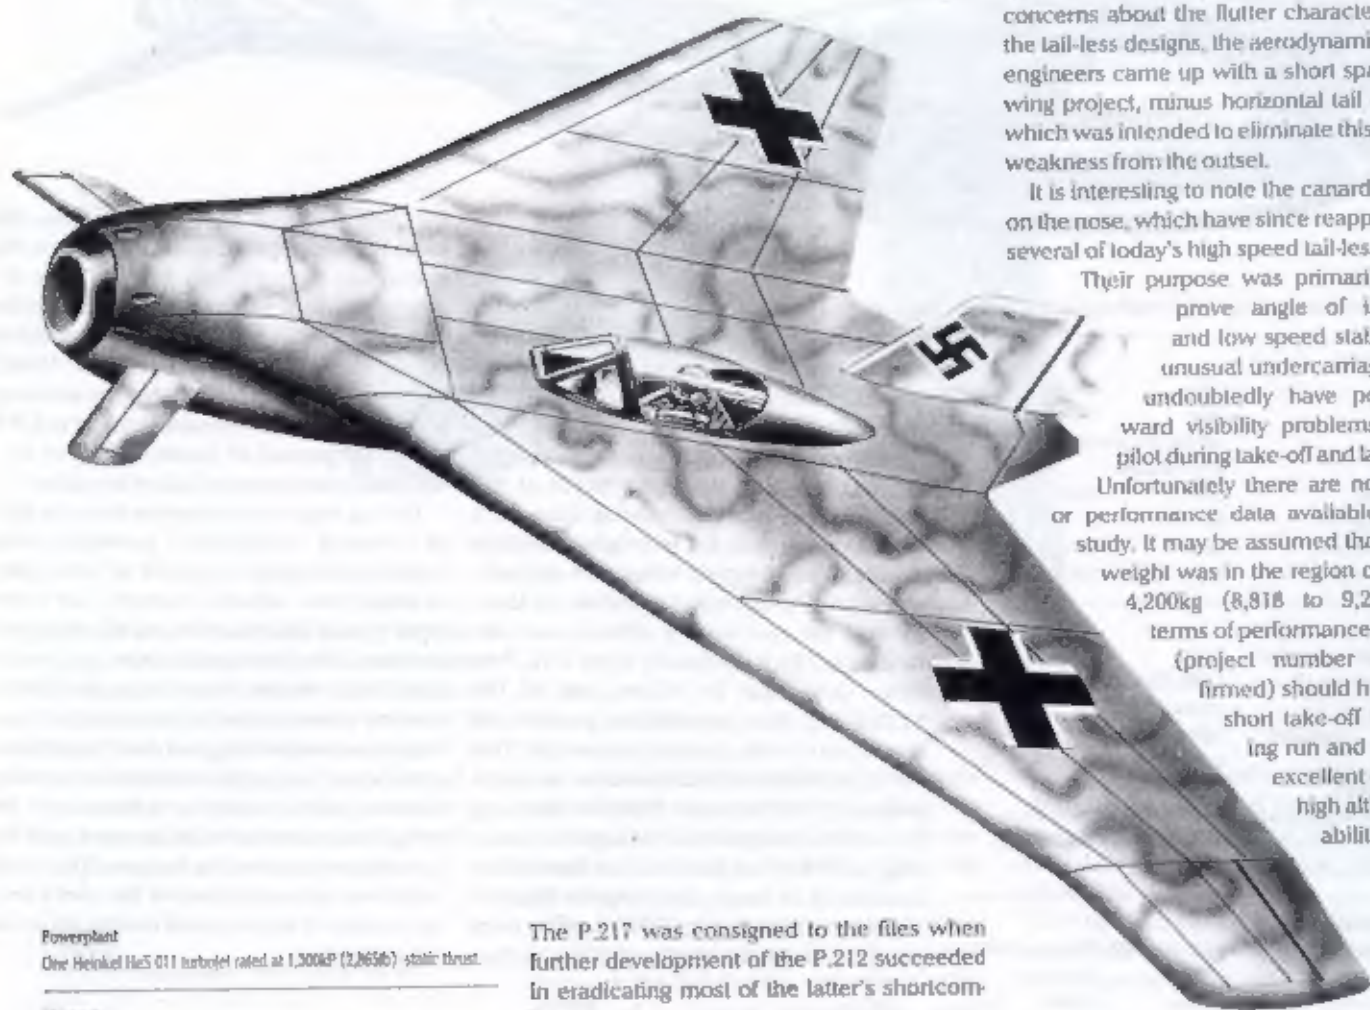 concerns about the flutter characte
the tail-less designs, the aerodynami
engineers came up with a short spa
wing project, minus horizontal tail
which was intended to eliminate this
weakness from the outset.
It is interesting to note the canard
on the nose, which have since reapp
several of today's high speed tail-les
Their purpose was primari
prove angle of
and low speed stat
unusual undercarriag
undoubtedly have po
ward visibility problems
pilot during take-off and la
Unfortunately there are no
or performance data available
study. It may be assumed tha
weight was in the region o
4,200kg (8,818 to 9,2
terms of performance
(project number
firmed) should h
short take-off
ing run and
excellent
high alt
abilit
Powerplant
One Heinkel HeS 011 turbojet rated at 1,300kP (2,865lb) static thrust.
The P.217 was consigned to the files when
further development of the P.212 succeeded
in eradicating most of the latter's shortcom-